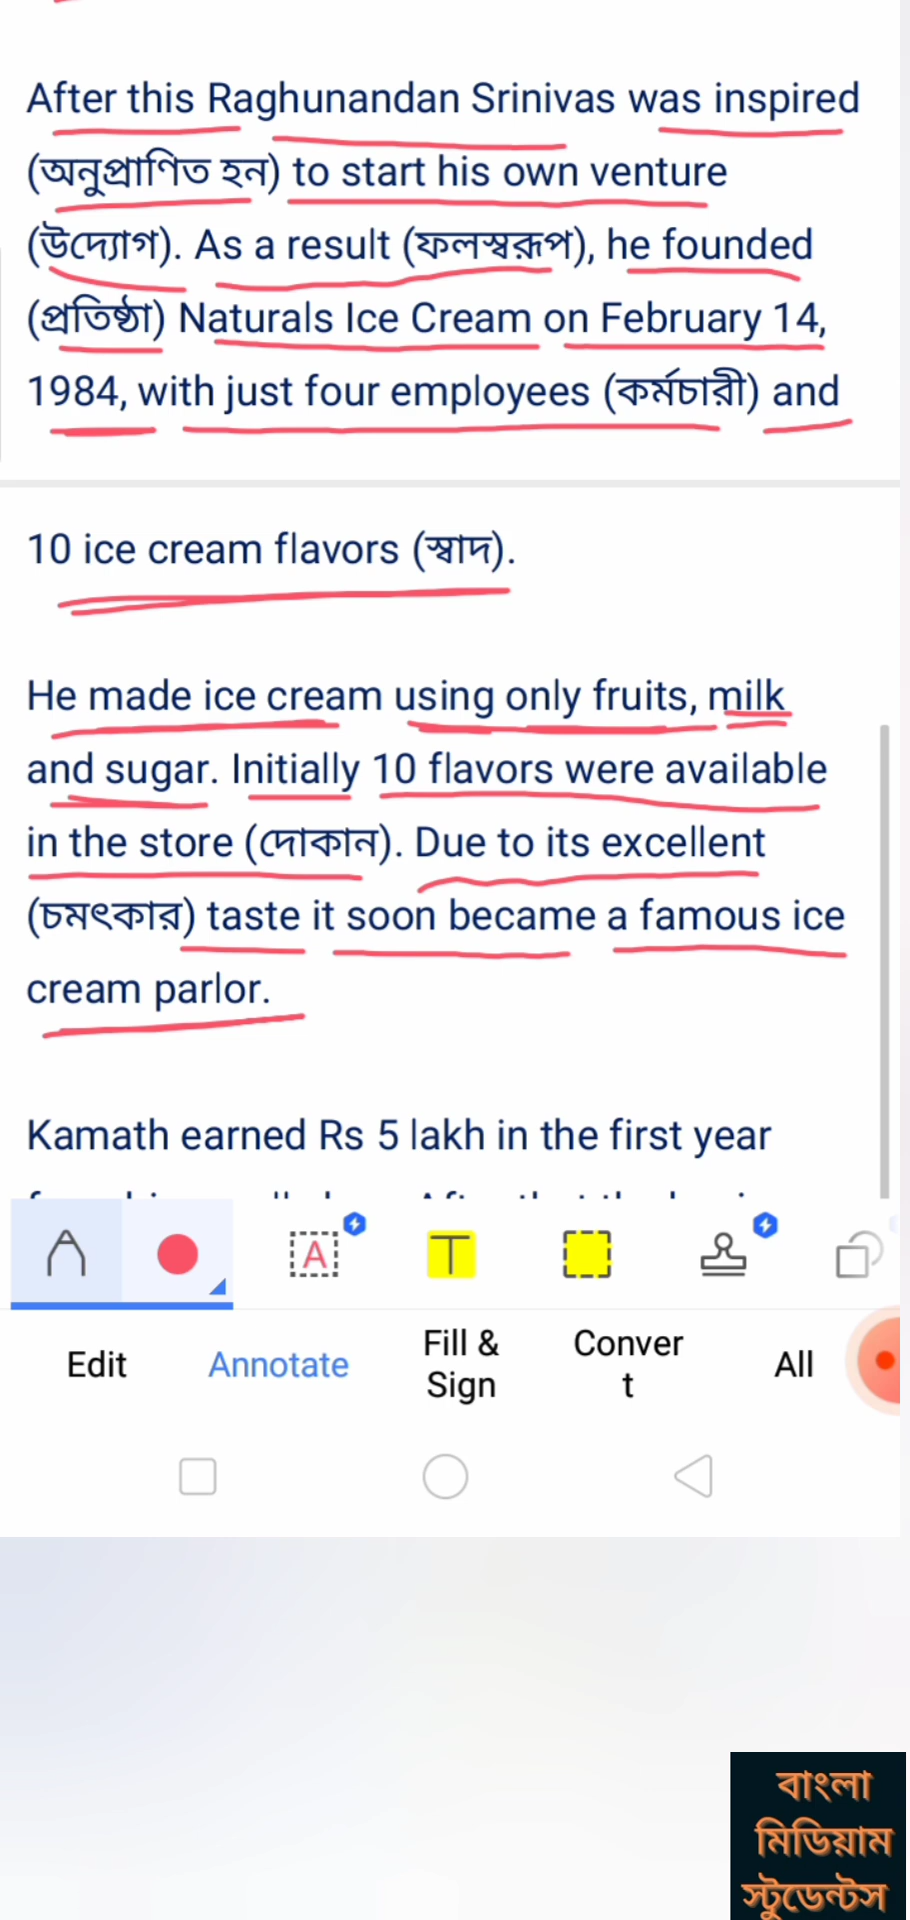 After this Raghunandan Srinivas was inspired
(অনুপ্রাণিত হন) to start his own venture
(উদ্যোগ). As a result (ফলস্বরূপ), he founded
(প্রতিষ্ঠা) Naturals Ice Cream on February 14,
1984, with just four employees (কর্মচারী) and
10 ice cream flavors (স্বাদ).
He made ice cream using only fruits, milk
and sugar. Initially 10 flavors were available
in the store (দোকান). Due to its excellent
(চমৎকার) taste it soon became a famous ice
cream parlor.
Kamath earned Rs 5 lakh in the first year
A
T
Edit
Annotate
Fill &
Sign
Conver
t
All
বাংলা
মিডিয়াম
স্টুডেন্টস